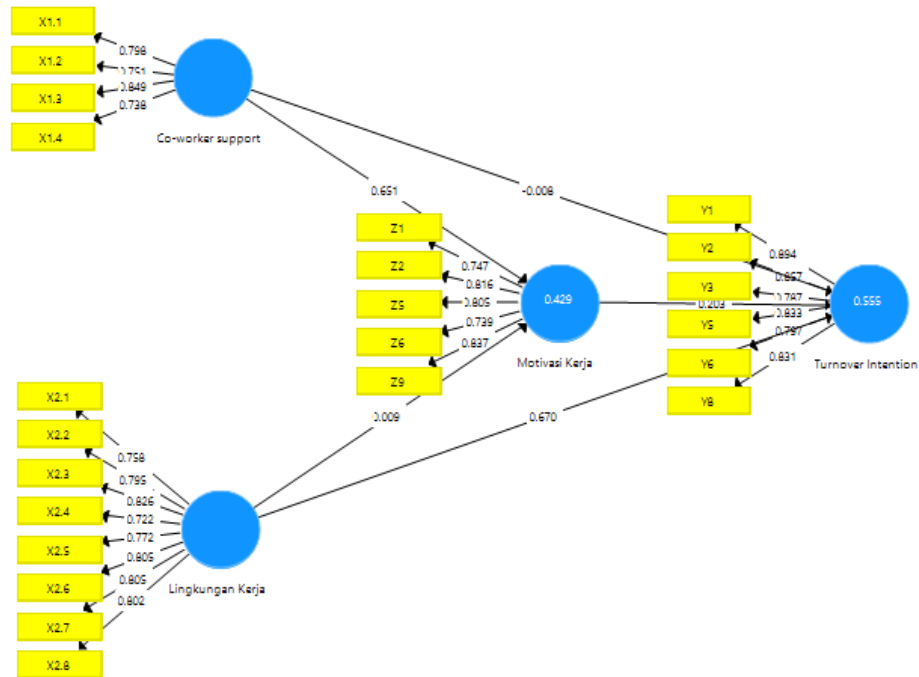 X1.1
X1.2
X1.3
X1.4
0.798
0.751
0.849
0.738
Co-worker support
0.651
-0.008
Z1
Z2
Z5
Z6
Z9
0.747
0.816
0.805
0.739
0.837
0.429
Motivasi Kerja
0.203
Y1
Y2
Y3
Y5
Y6
Y8
0.894
0.857
0.787
0.833
0.797
0.831
0.555
Turnover Intention
0.009
0.670
X2.1
X2.2
X2.3
X2.4
X2.5
X2.6
X2.7
X2.8
0.758
0.795
0.826
0.722
0.772
0.805
0.805
0.802
Lingkungan Kerja